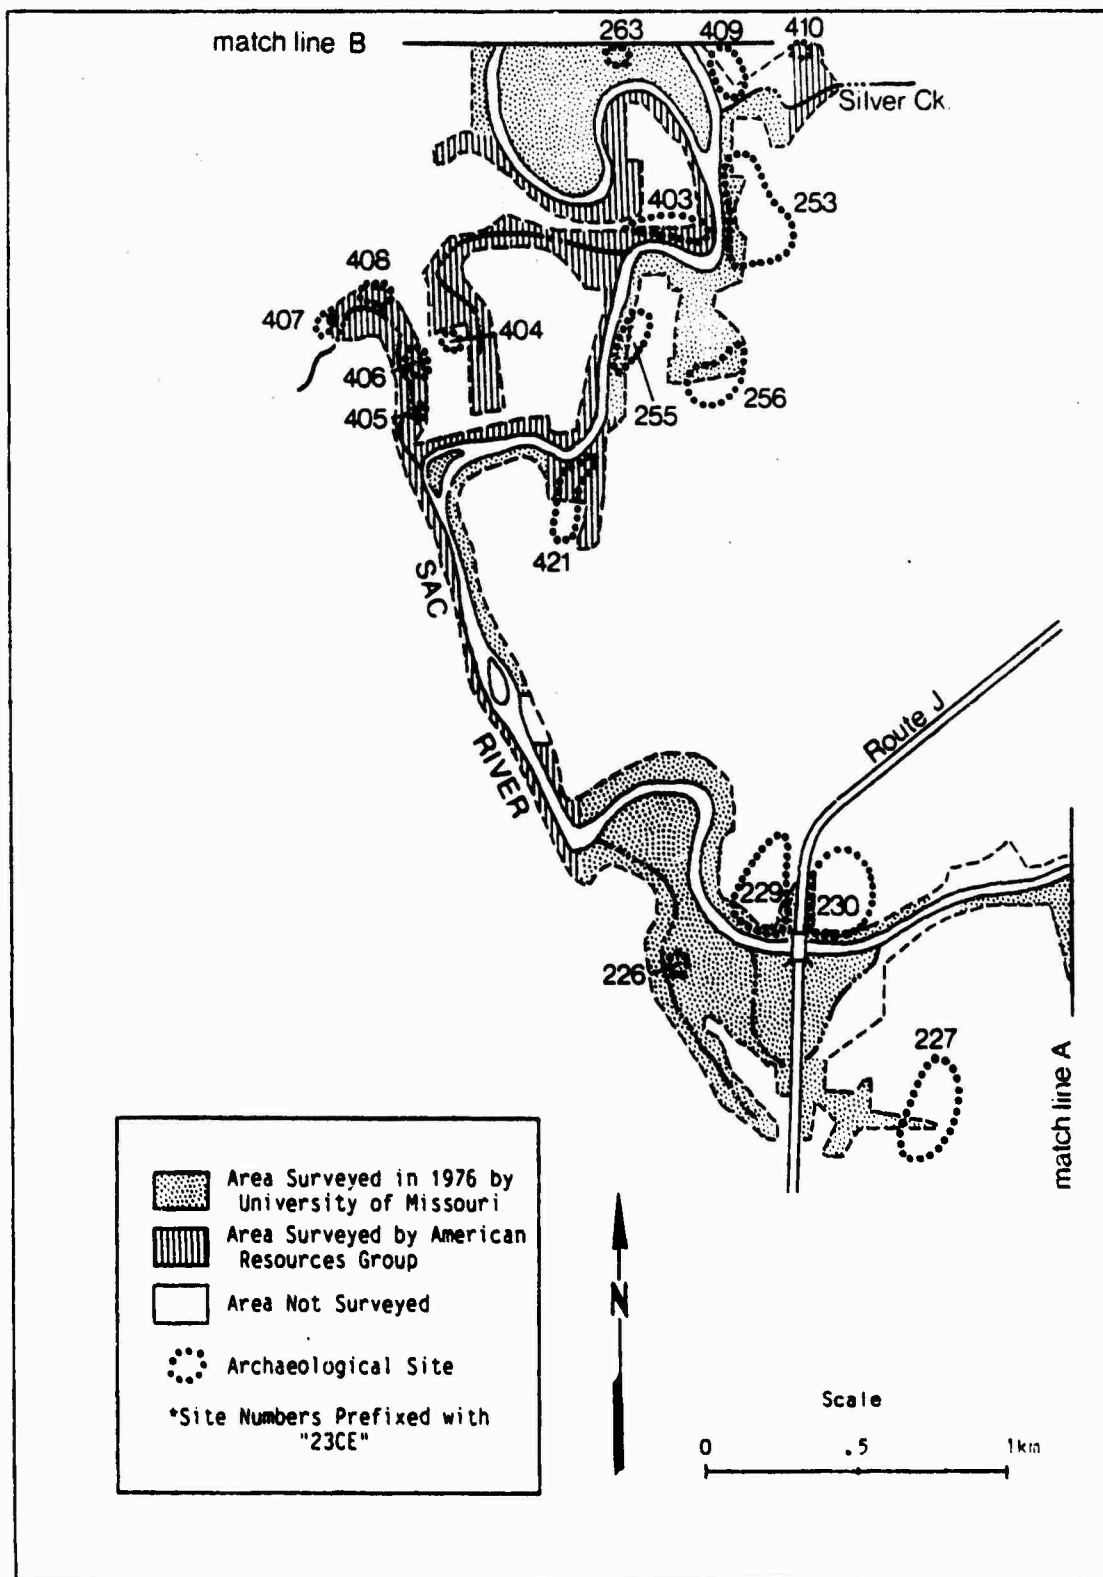 match line B
263
409
410
Silver Ck.
403
253
408
407
404
406
405
255
256
421
SAC
RIVER
Route J
229
230
226
227
match line A
Area Surveyed in 1976 by
University of Missouri
Area Surveyed by American
Resources Group
Area Not Surveyed
Archaeological Site
*Site Numbers Prefixed with
"23CE"
N
Scale
0 .5 1km